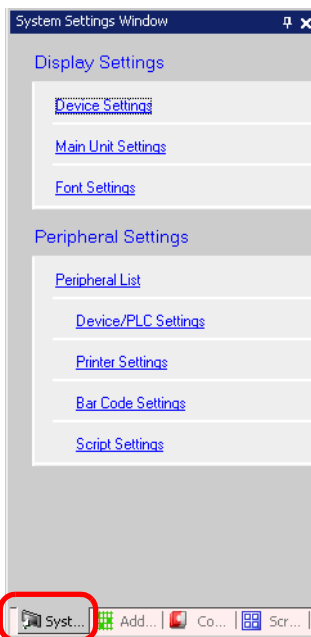 System Settings Window
Display Settings
Device Settings
Main Unit Settings
Font Settings
Peripheral Settings
Peripheral List
Device/PLC Settings
Printer Settings
Bar Code Settings
Script Settings
Syst... Add... Co... Scr...